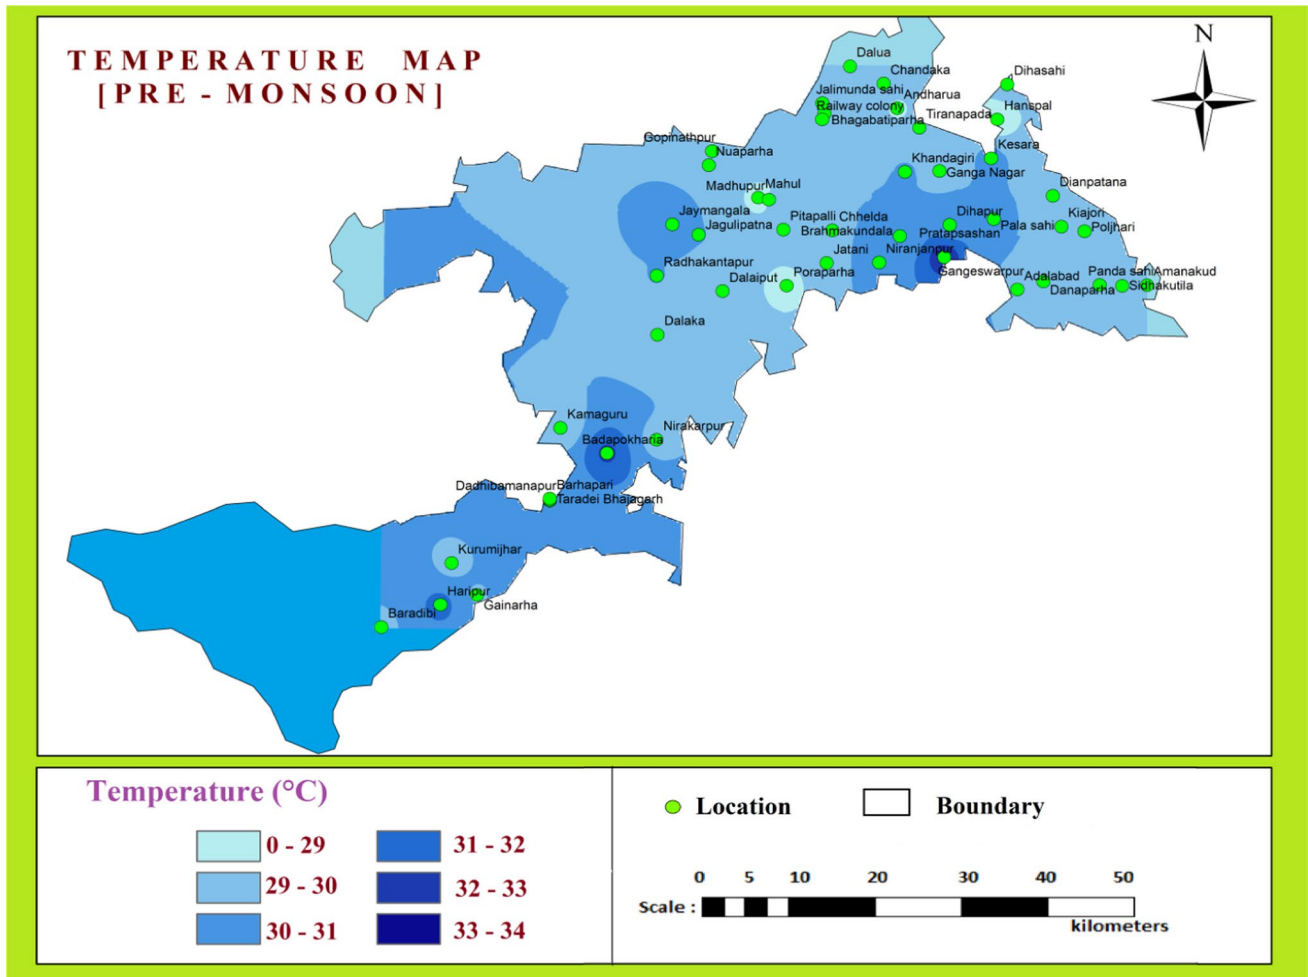 TEMPERATURE MAP
[PRE - MONSOON]
N
Dalua
Chandaka
Dihasahi
Jalimunda sahi
Andharua
Railway colony
Hanspal
Tiranapada
Bhagabatiparha
Gopinathpur
Nuaparha
Kesara
Khandagiri
Ganga Nagar
Madhupur
Mahul
Dianpatana
Jaymangala
Pitapalli
Chhelda
Dihapur
Kiajori
Jagulipatna
Brahmakundala
Pratapsashan
Pala sahi
Poljhari
Jatani
Niranjanpur
Radhakantapur
Dalaiput
Poraparha
Gangeswarpur
Adalabad
Panda sahi
Amanakud
Danaparha
Sidhakutila
Dalaka
Kamaguru
Nirakarpur
Badapokharia
Dadhibamanapur
Barhapari
Taradei Bhajagarh
Kurumijhar
Haripur
Gainarha
Baradibi
Temperature (°C)
0 - 29
29 - 30
30 - 31
31 - 32
32 - 33
33 - 34
Location
Boundary
0 5 10 20 30 40 50
Scale :
kilometers